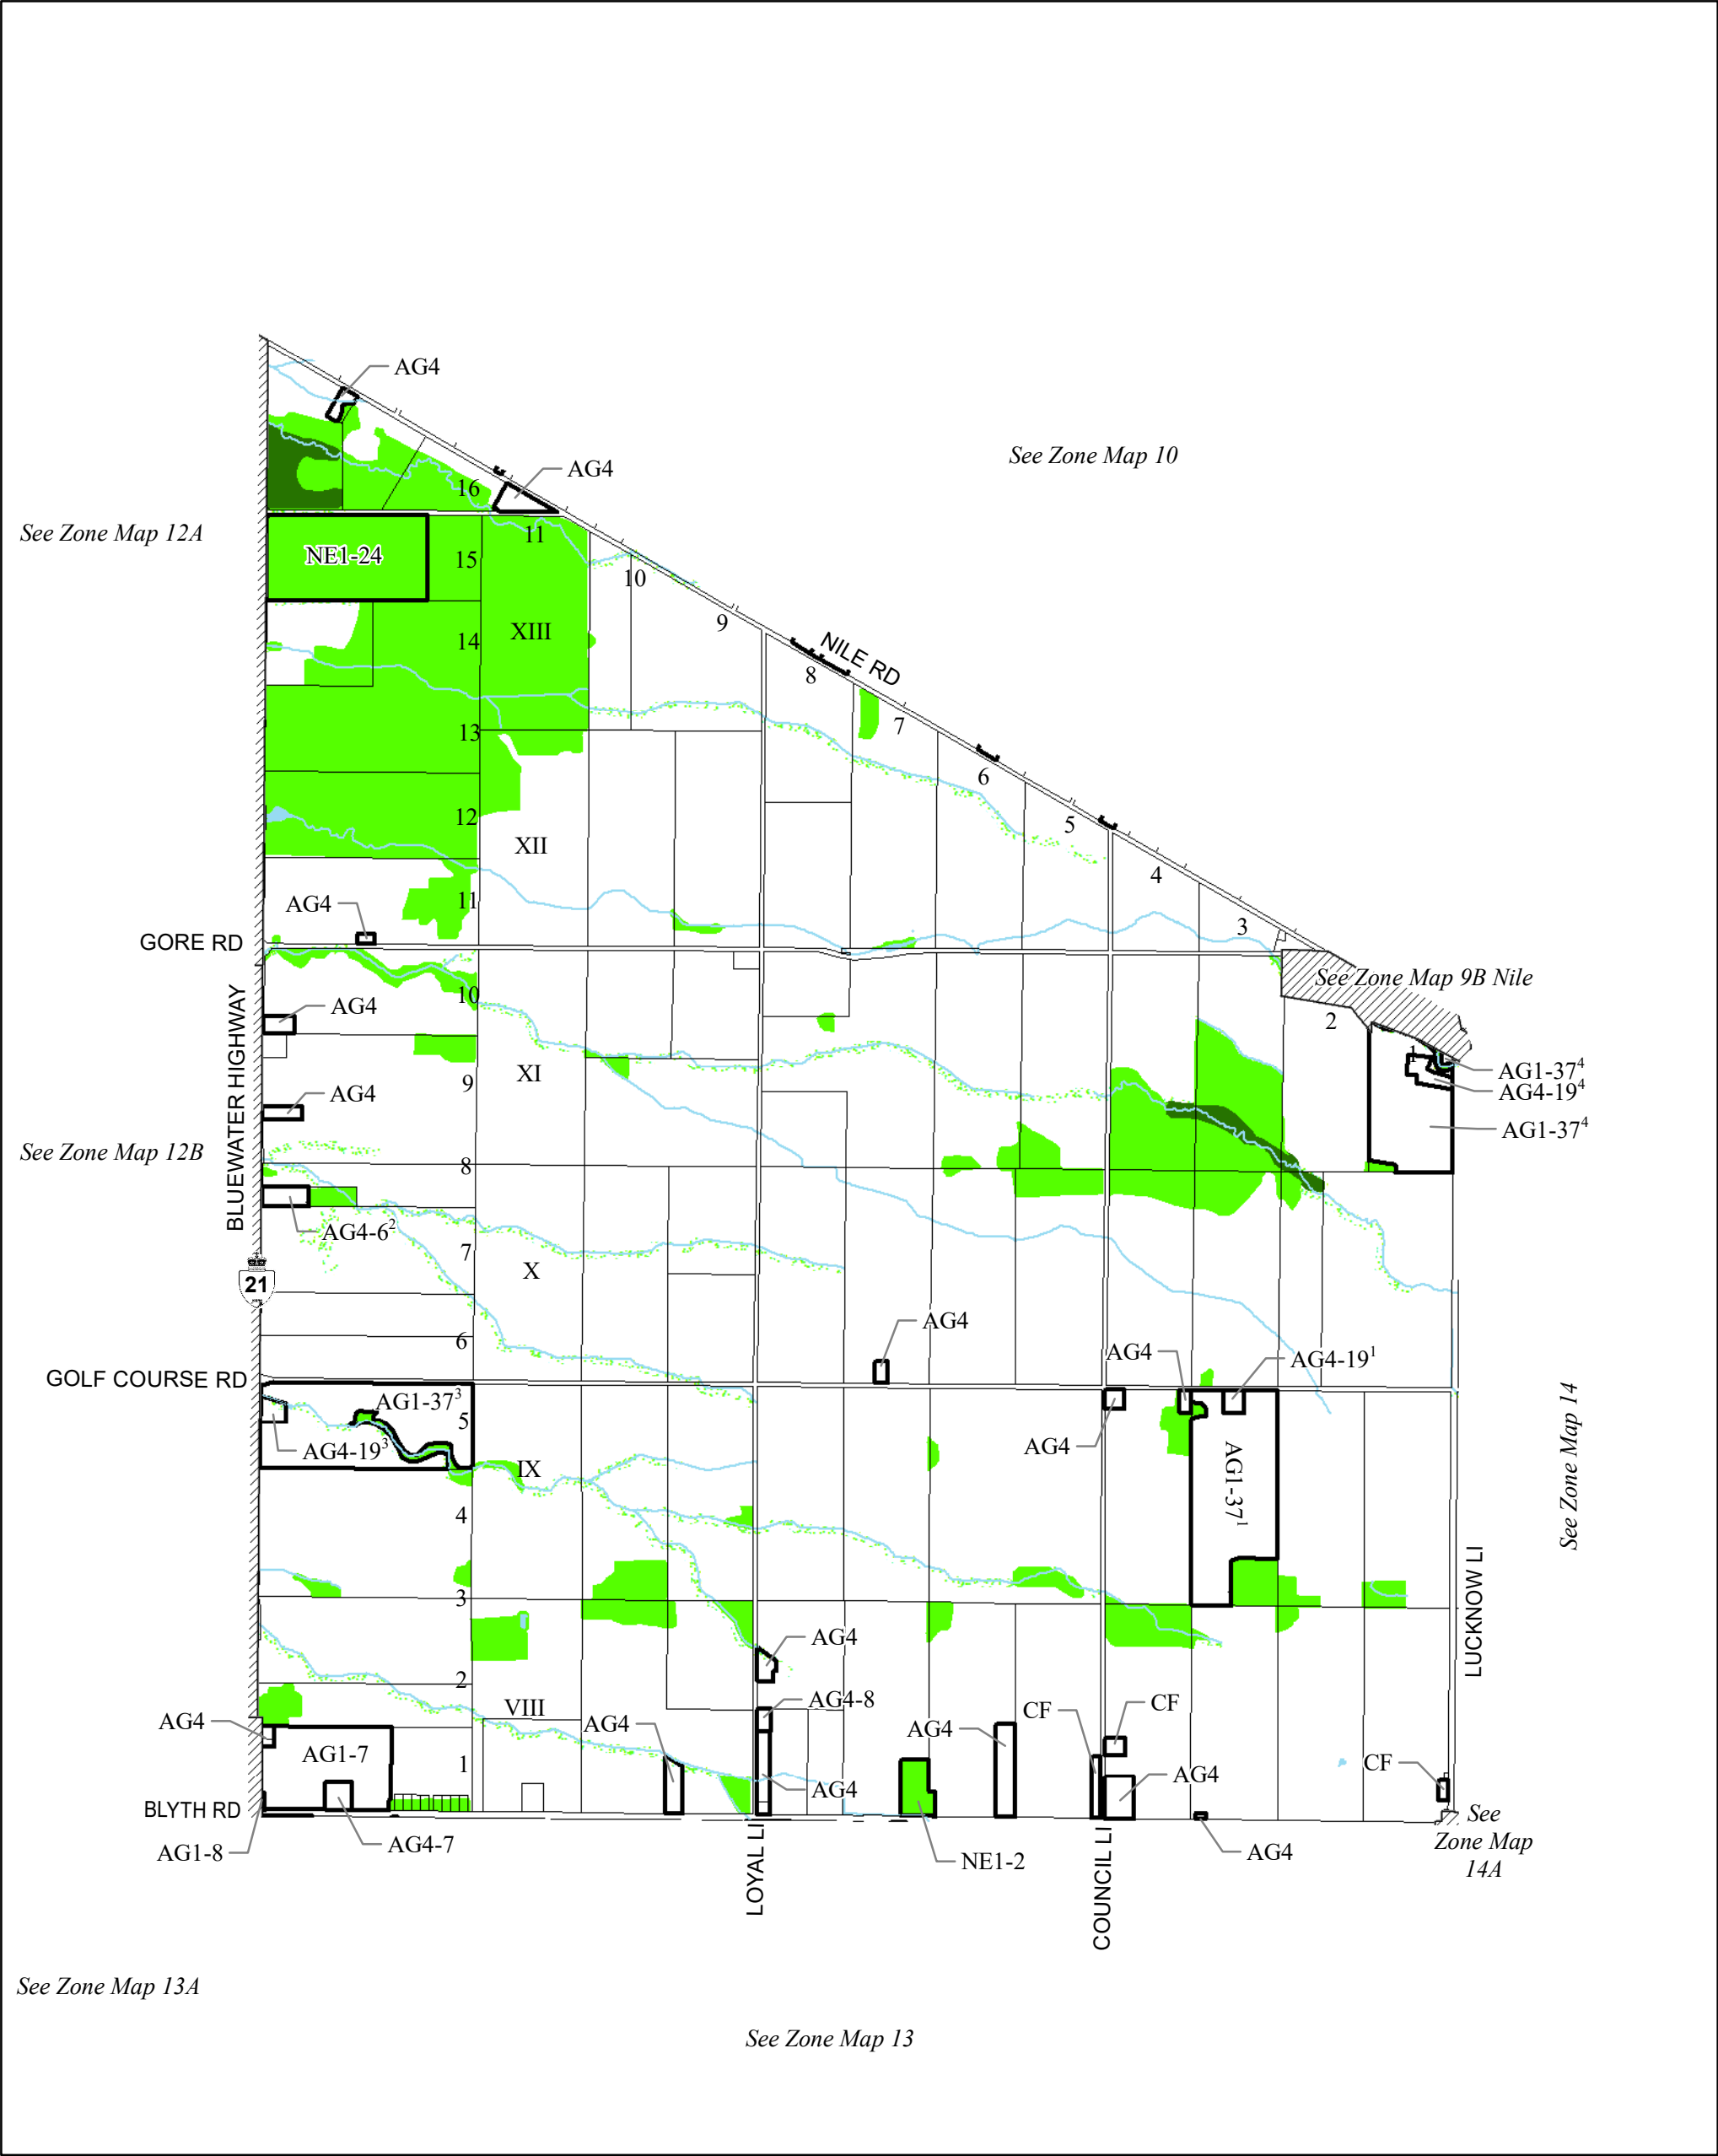 AG4
See Zone Map 10
AG4
16
See Zone Map 12A
11
NE1-24
15
10
9
XIII
14
NILE RD
8
7
13
6
12
5
XII
4
11
AG4
3
GORE RD
See Zone Map 9B Nile
10
AG4
2
1
XI
AG1-37⁴
9
AG4-19⁴
AG4
BLUEWATER HIGHWAY
AG1-37⁴
See Zone Map 12B
8
AG4-6²
7
X
21
AG4
6
AG4
AG4-19¹
GOLF COURSE RD
AG1-37³
5
See Zone Map 14
AG4-19³
AG4
IX
AG1-37¹
4
3
LUCKNOW LI
AG4
2
AG4-8
VIII
CF
CF
AG4
AG4
AG4
AG1-7
1
CF
AG4
AG4
BLYTH RD
See
Zone Map
14A
AG1-8
AG4-7
AG4
NE1-2
LOYAL LI
COUNCIL LI
See Zone Map 13A
See Zone Map 13